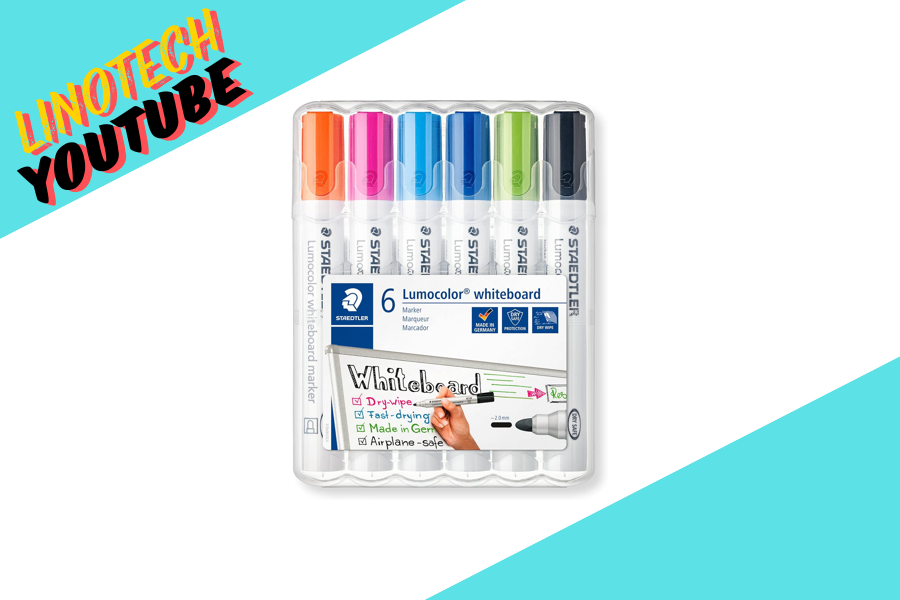 LINOTECH
YOUTUBE
STAEDTLER
Lumocolor whiteboard marker
STAEDTLER
STAEDTLER
STAEDTLER
STAEDTLER
STAEDTLER
STAEDTLER
6 Lumocolor® whiteboard
Marker
Marqueur
Marcador
MADE IN
GERMANY
DRY SAFE
PROTECTION
DRY WIPE
Whiteboard
Dry-wipe
Fast-drying
Made in Germ
Airplane-safe
~2.0 mm
DRY SAFE